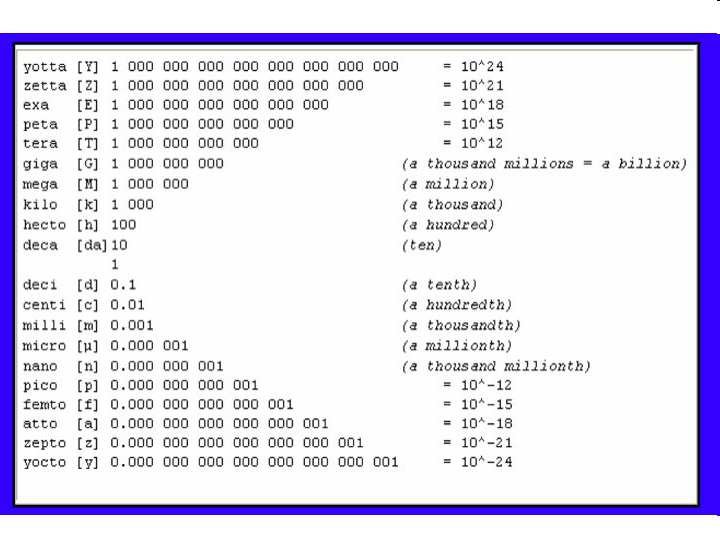 yotta [Y] 1 000 000 000 000 000 000 000 000 = 10^24
zetta [Z] 1 000 000 000 000 000 000 000 = 10^21
exa [E] 1 000 000 000 000 000 000 = 10^18
peta [P] 1 000 000 000 000 000 = 10^15
tera [T] 1 000 000 000 000 = 10^12
giga [G] 1 000 000 000 (a thousand millions = a billion)
mega [M] 1 000 000 (a million)
kilo [k] 1 000 (a thousand)
hecto [h] 100 (a hundred)
deca [da]10 (ten)
1
deci [d] 0.1 (a tenth)
centi [c] 0.01 (a hundredth)
milli [m] 0.001 (a thousandth)
micro [µ] 0.000 001 (a millionth)
nano [n] 0.000 000 001 (a thousand millionth)
pico [p] 0.000 000 000 001 = 10^-12
femto [f] 0.000 000 000 000 001 = 10^-15
atto [a] 0.000 000 000 000 000 001 = 10^-18
zepto [z] 0.000 000 000 000 000 000 001 = 10^-21
yocto [y] 0.000 000 000 000 000 000 000 001 = 10^-24